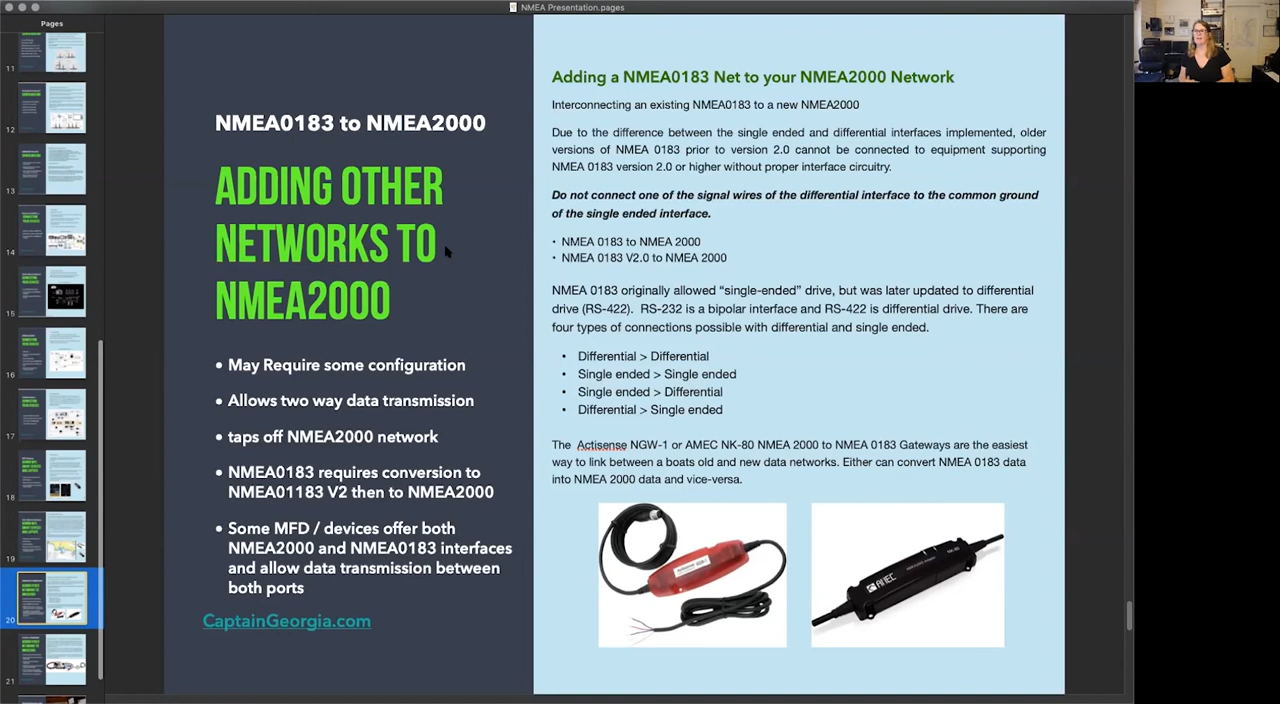 NMEA Presentation.pages
Pages
11
12
13
14
15
16
17
18
19
20
21
NMEA0183 to NMEA2000
ADDING OTHER
NETWORKS TO
NMEA2000
• May Require some configuration
• Allows two way data transmission
• taps off NMEA2000 network
• NMEA0183 requires conversion to
NMEA01183 V2 then to NMEA2000
• Some MFD / devices offer both
NMEA2000 and NMEA0183 interfaces
and allow data transmission between
both ports
CaptainGeorgia.com
Adding a NMEA0183 Net to your NMEA2000 Network
Interconnecting an existing NMEA0183 to a new NMEA2000
Due to the difference between the single ended and differential interfaces implemented, older
versions of NMEA 0183 prior to version 2.0 cannot be connected to equipment supporting
NMEA 0183 version 2.0 or higher without proper interface circuitry.
Do not connect one of the signal wires of the differential interface to the common ground
of the single ended interface.
• NMEA 0183 to NMEA 2000
• NMEA 0183 V2.0 to NMEA 2000
NMEA 0183 originally allowed “single-ended” drive, but was later updated to differential
drive (RS-422). RS-232 is a bipolar interface and RS-422 is differential drive. There are
four types of connections possible with differential and single ended.
• Differential > Differential
• Single ended > Single ended
• Single ended > Differential
• Differential > Single ended
The Actisense NGW-1 or AMEC NK-80 NMEA 2000 to NMEA 0183 Gateways are the easiest
way to link between a boats old and new data networks. Either can convert NMEA 0183 data
into NMEA 2000 data and vice-versa.
AMEC
NK-80